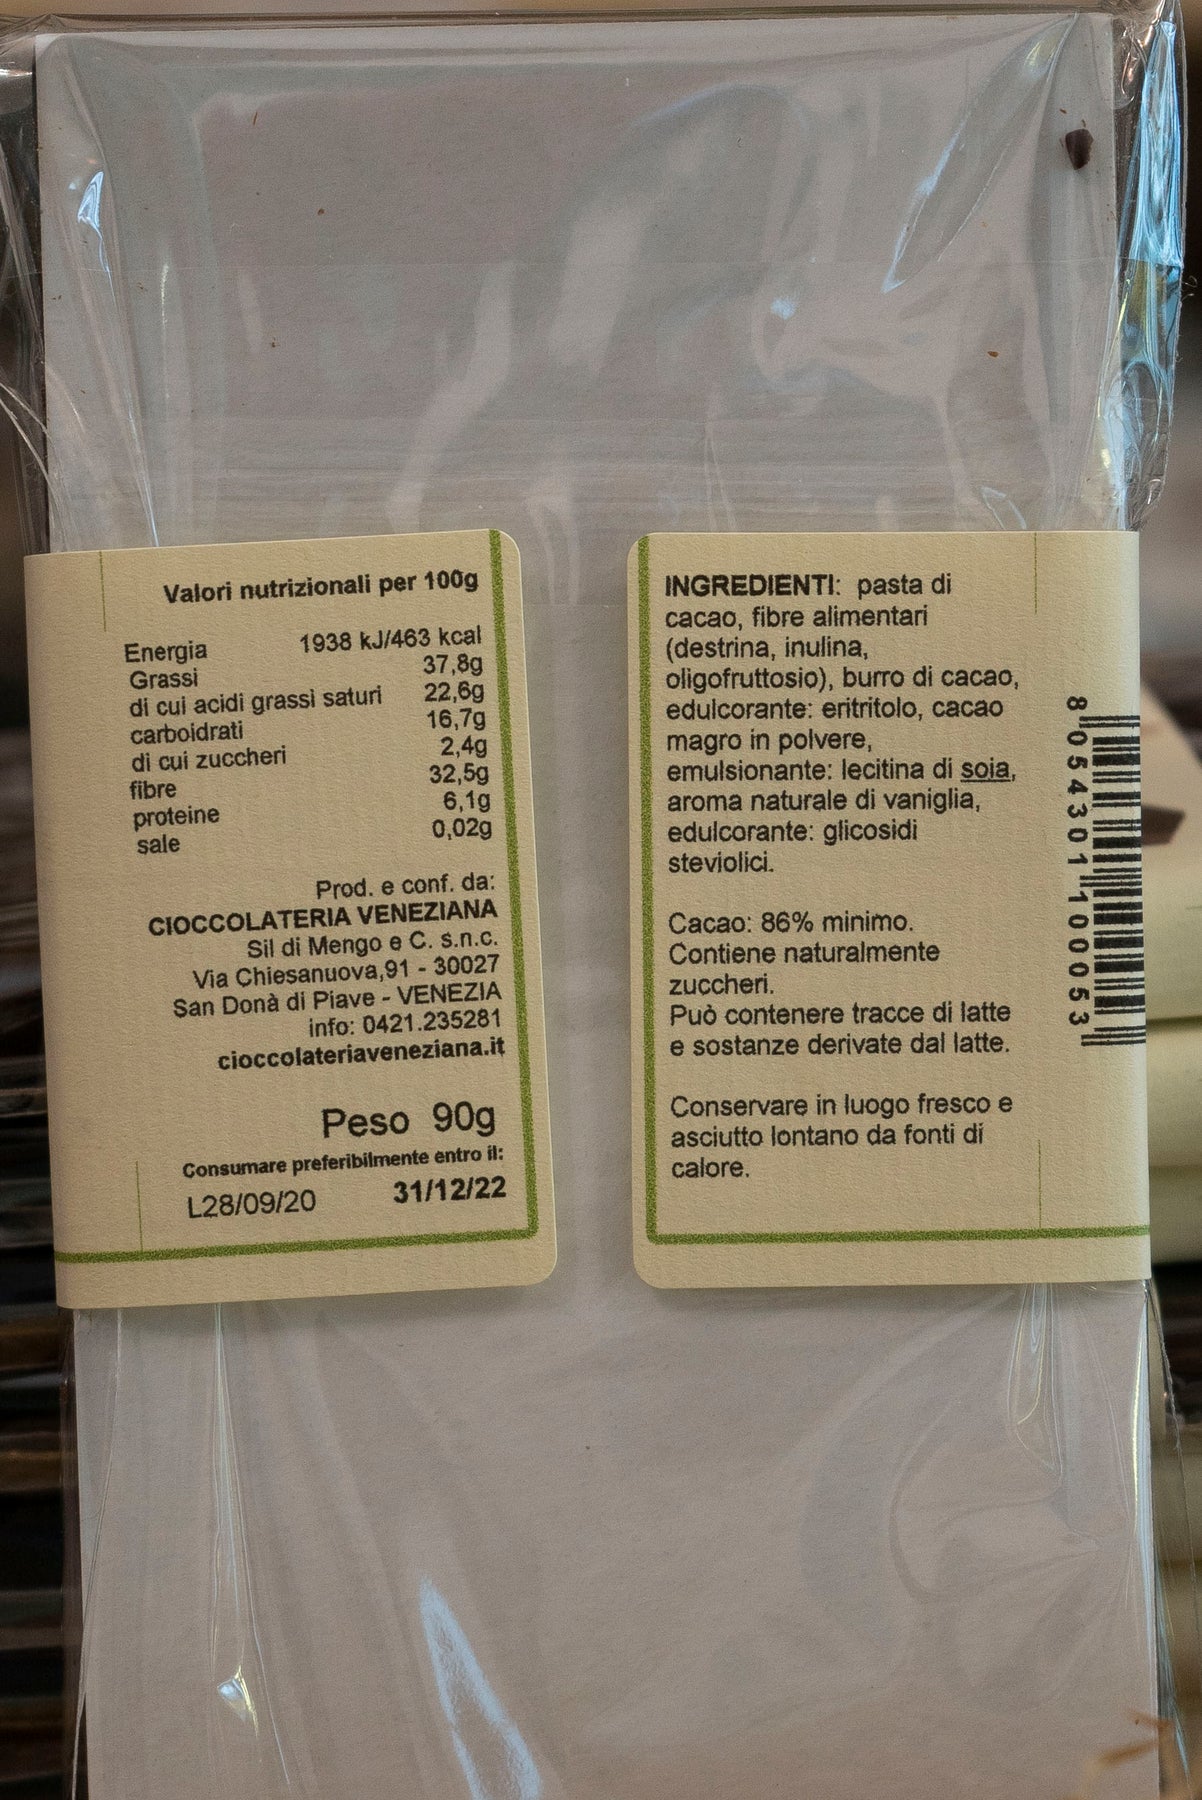 Valori nutrizionali per 100g
Energia 1938 kJ/463 kcal
Grassi 37,8g
di cui acidi grassi saturi 22,6g
carboidrati 16,7g
di cui zuccheri 2,4g
fibre 32,5g
proteine 6,1g
sale 0,02g
Prod. e conf. da:
CIOCCOLATERIA VENEZIANA
Sil di Mengo e C. s.n.c.
Via Chiesanuova,91 - 30027
San Donà di Piave - VENEZIA
info: 0421.235281
cioccolateriaveneziana.it
Peso 90g
Consumare preferibilmente entro il:
L28/09/20 31/12/22
INGREDIENTI: pasta di
cacao, fibre alimentari
(destrina, inulina,
oligofruttosio), burro di cacao,
edulcorante: eritritolo, cacao
magro in polvere,
emulsionante: lecitina di soia,
aroma naturale di vaniglia,
edulcorante: glicosidi
steviolici.
Cacao: 86% minimo.
Contiene naturalmente
zuccheri.
Può contenere tracce di latte
e sostanze derivate dal latte.
Conservare in luogo fresco e
asciutto lontano da fonti di
calore.
8 054301 100053